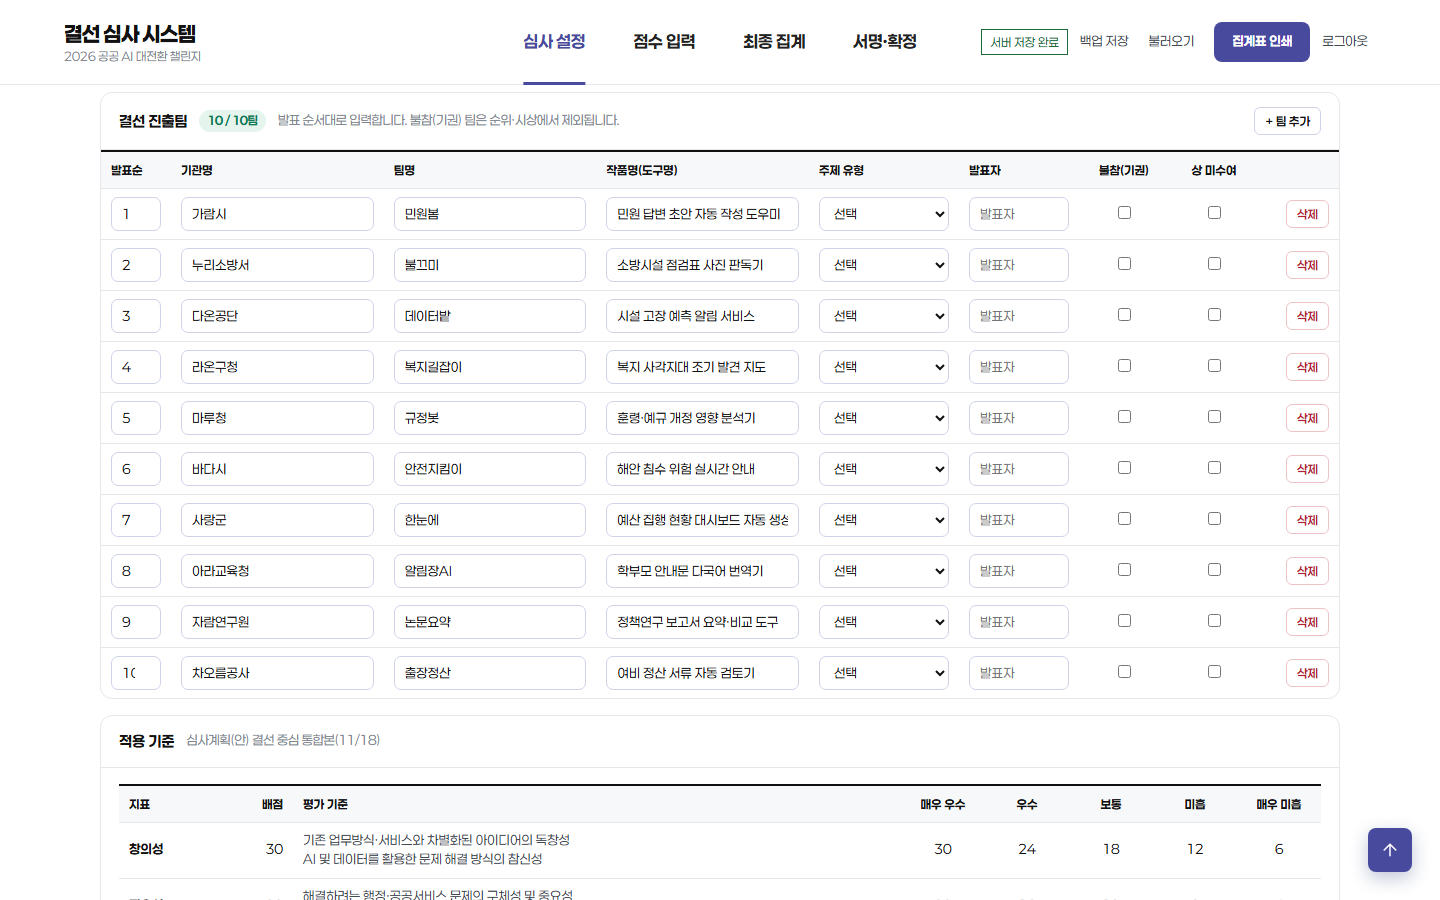 결선 심사 시스템
2026 공공 AI 대전환 챌린지
심사 설정 점수 입력 최종 집계 서명·확정
서버 저장 완료 백업 저장 불러오기 집계표 인쇄 로그아웃
결선 진출팀 10 / 10팀 발표 순서대로 입력합니다. 불참(기권) 팀은 순위·시상에서 제외됩니다. + 팀 추가
발표순 기관명 팀명 작품명(도구명) 주제 유형 발표자 불참(기권) 상 미수여
1 가람시 민원봄 민원 답변 초안 자동 작성 도우미 선택 발표자 삭제
2 누리소방서 불끄미 소방시설 점검표 사진 판독기 선택 발표자 삭제
3 다온공단 데이터밭 시설 고장 예측 알림 서비스 선택 발표자 삭제
4 라온구청 복지길잡이 복지 사각지대 조기 발견 지도 선택 발표자 삭제
5 마루청 규정봇 훈령·예규 개정 영향 분석기 선택 발표자 삭제
6 바다시 안전지킴이 해안 침수 위험 실시간 안내 선택 발표자 삭제
7 사랑군 한눈에 예산 집행 현황 대시보드 자동 생성 선택 발표자 삭제
8 아라교육청 알림장AI 학부모 안내문 다국어 번역기 선택 발표자 삭제
9 자람연구원 논문요약 정책연구 보고서 요약·비교 도구 선택 발표자 삭제
10 차오름공사 출장정산 여비 정산 서류 자동 검토기 선택 발표자 삭제
적용 기준 심사계획(안) 결선 중심 통합본(11/18)
지표 배점 평가 기준 매우 우수 우수 보통 미흡 매우 미흡
창의성 30 기존 업무방식·서비스와 차별화된 아이디어의 독창성 30 24 18 12 6
AI 및 데이터를 활용한 문제 해결 방식의 참신성
해결하려는 행정·공공서비스 문제의 구체성 및 중요성